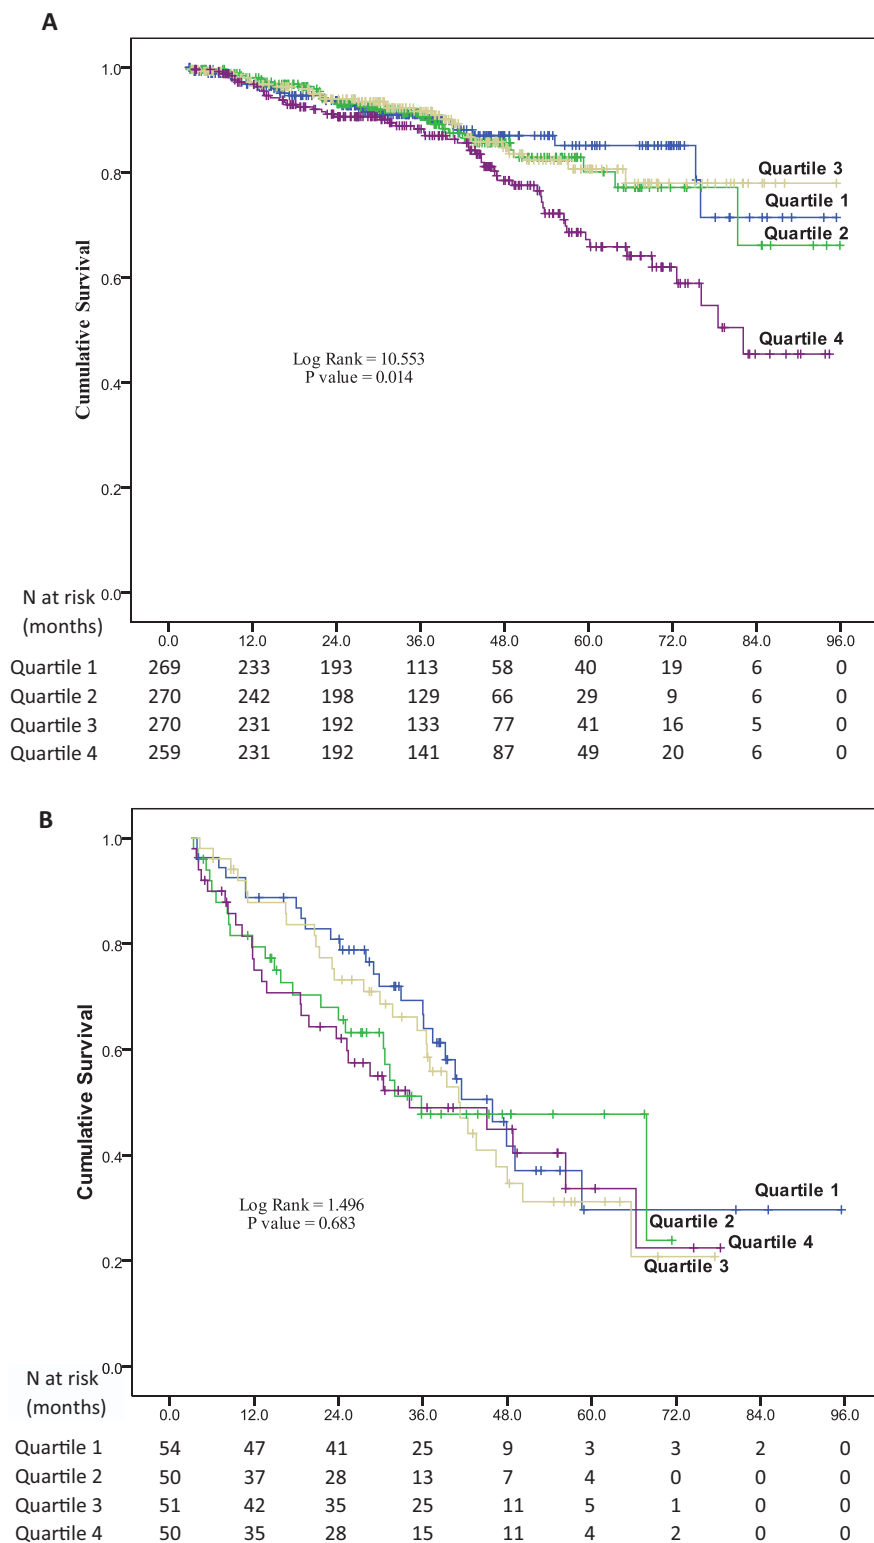 A
1.0
0.8
Quartile 3
Quartile 1
Quartile 2
0.6
Cumulative Survival
Quartile 4
Log Rank = 10.553
P value = 0.014
0.4
0.2
0.0
N at risk
(months)
0.0 12.0 24.0 36.0 48.0 60.0 72.0 84.0 96.0
Quartile 1 269 233 193 113 58 40 19 6 0
Quartile 2 270 242 198 129 66 29 9 6 0
Quartile 3 270 231 192 133 77 41 16 5 0
Quartile 4 259 231 192 141 87 49 20 6 0
B
1.0
0.8
0.6
Cumulative Survival
0.4
Quartile 1
Log Rank = 1.496
P value = 0.683
Quartile 2
Quartile 4
Quartile 3
0.2
0.0
N at risk
(months)
0.0 12.0 24.0 36.0 48.0 60.0 72.0 84.0 96.0
Quartile 1 54 47 41 25 9 3 3 2 0
Quartile 2 50 37 28 13 7 4 0 0 0
Quartile 3 51 42 35 25 11 5 1 0 0
Quartile 4 50 35 28 15 11 4 2 0 0